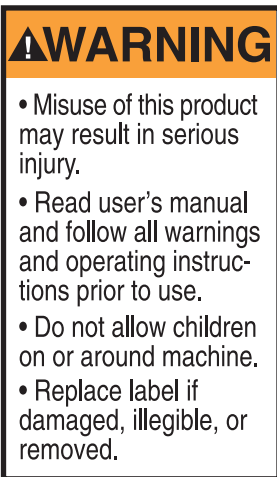 WARNING
• Misuse of this product
may result in serious
injury.
• Read user's manual
and follow all warnings
and operating instruc-
tions prior to use.
• Do not allow children
on or around machine.
• Replace label if
damaged, illegible, or
removed.